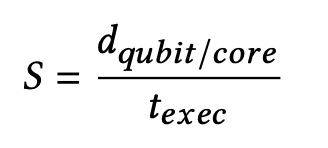 S = d_{qubit/core} / t_{exec}